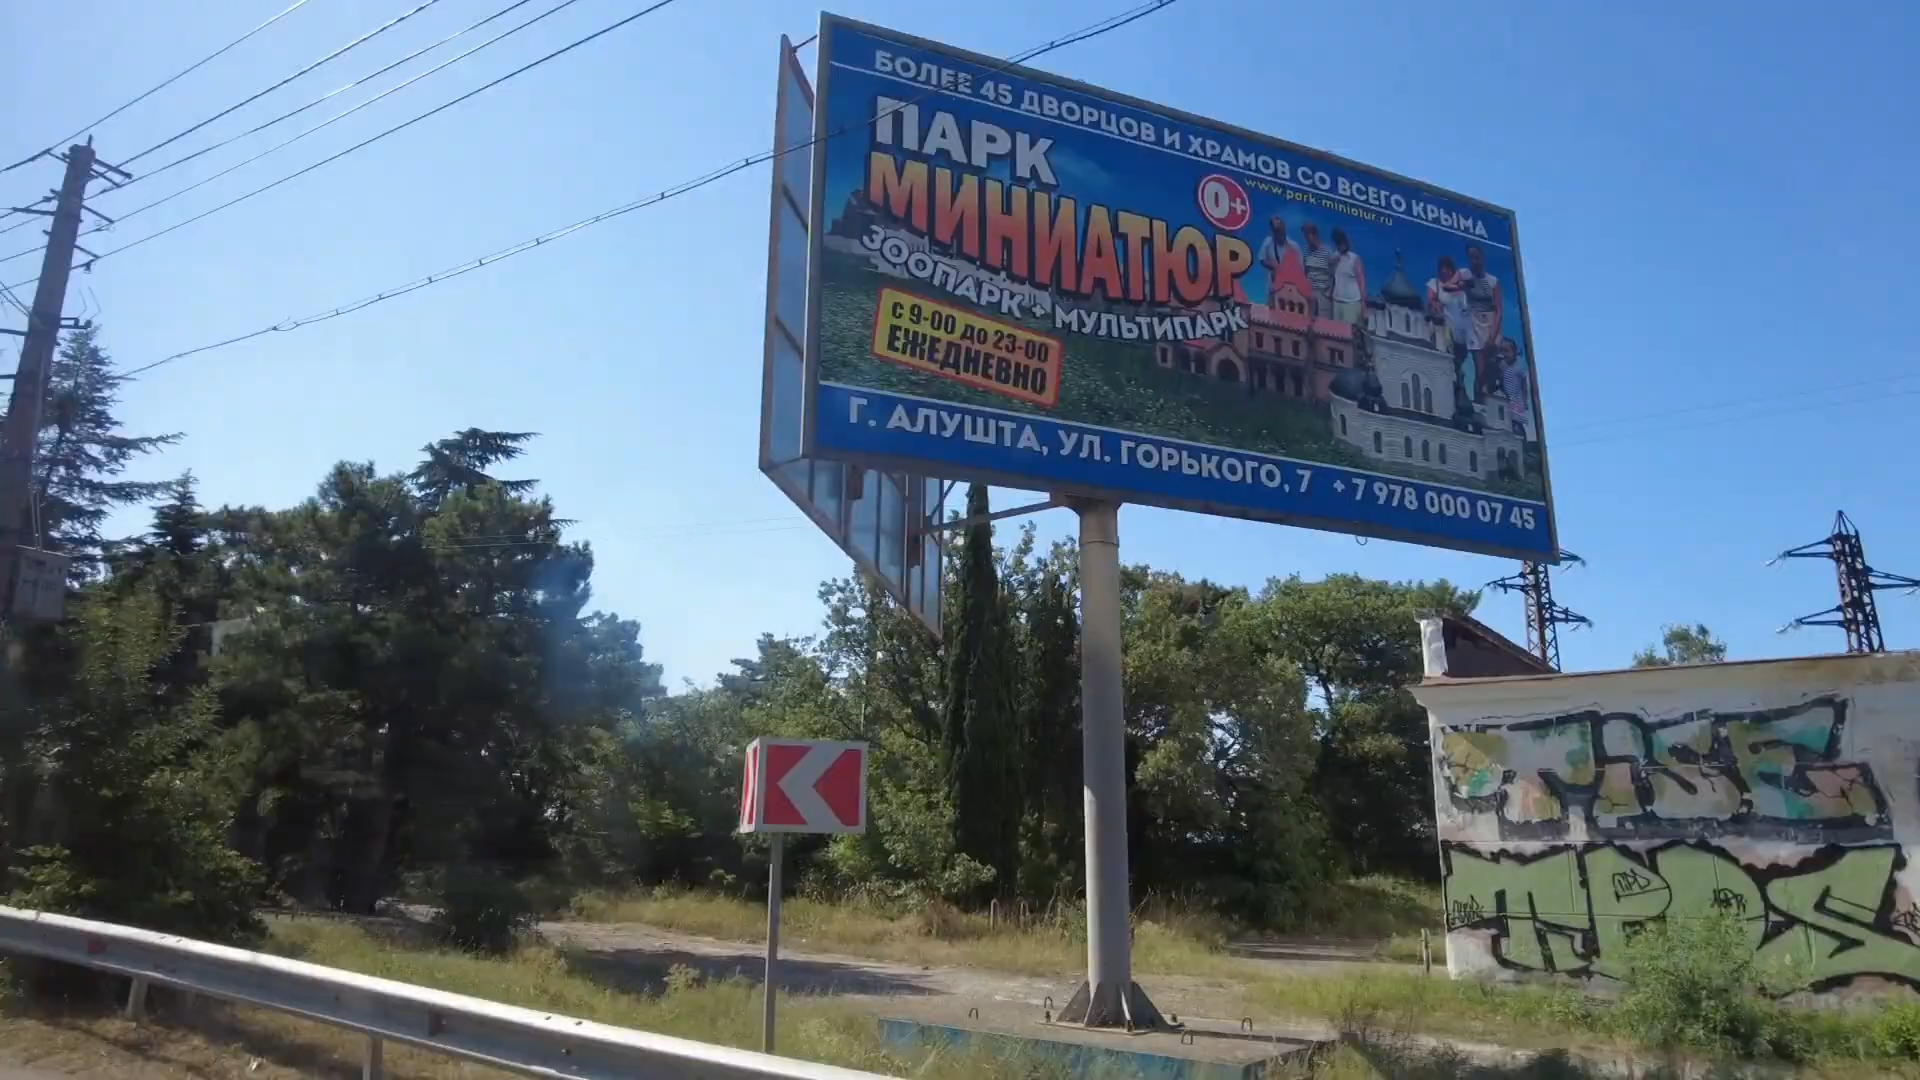 БОЛЕЕ 45 ДВОРЦОВ И ХРАМОВ СО ВСЕГО КРЫМА
ПАРК
МИНИАТЮР
0+
www.park-miniatur.ru
ЗООПАРК + МУЛЬТИПАРК
с 9-00 до 23-00
ЕЖЕДНЕВНО
Г. АЛУШТА, УЛ. ГОРЬКОГО, 7 +7 978 000 07 45